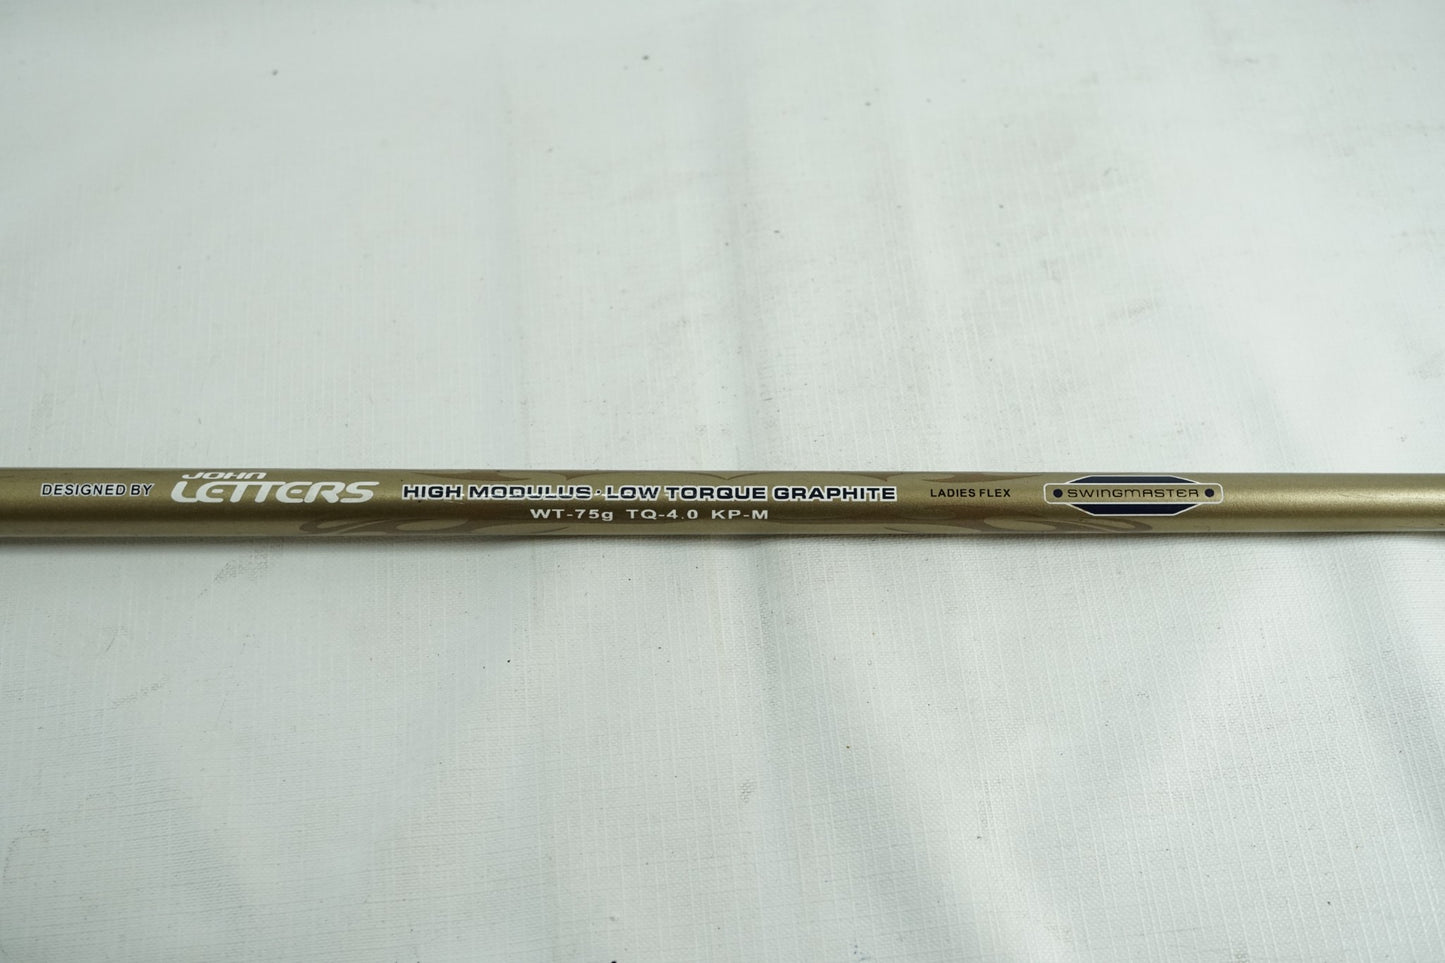 DESIGNED BY JOHN LETTERS HIGH MODULUS · LOW TORQUE GRAPHITE LADIES FLEX SWINGMASTER
WT-75g TQ-4.0 KP-M